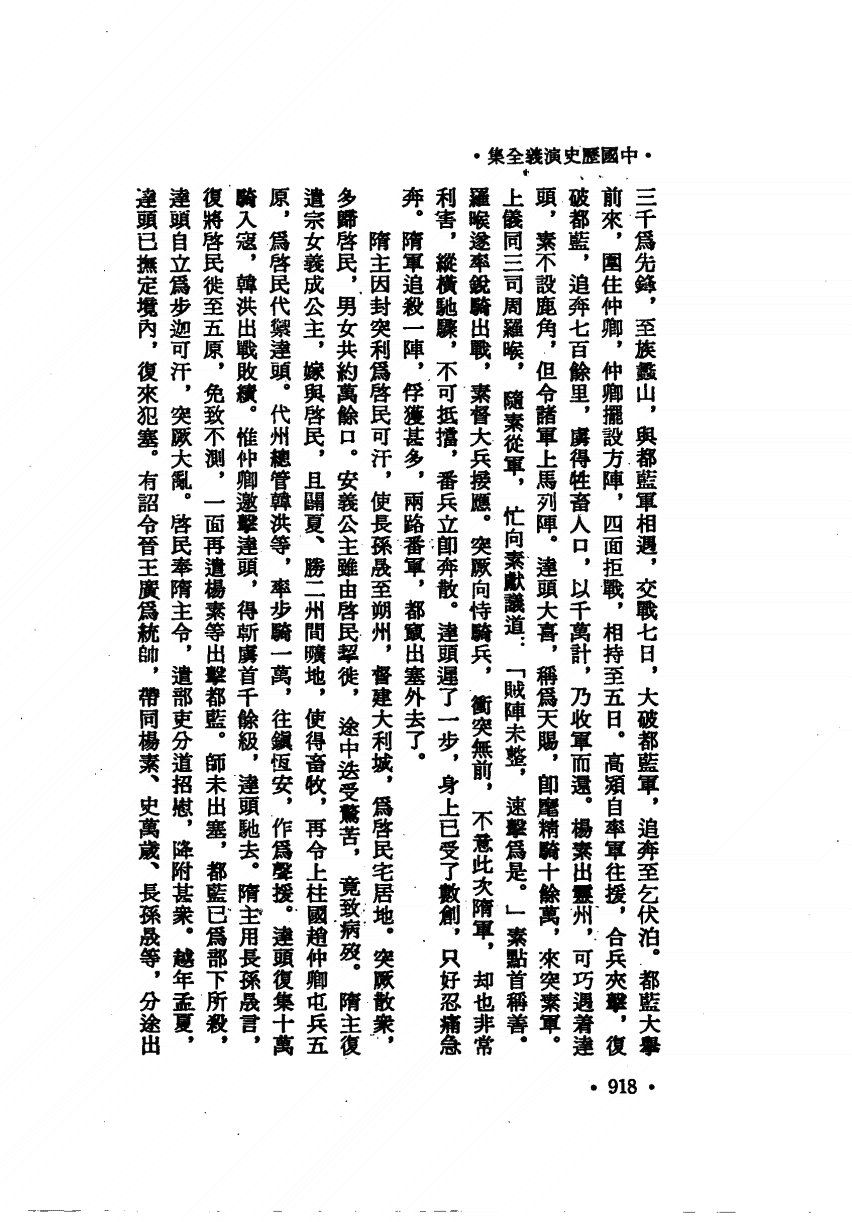 ·中國歷史演義全集·
三千爲先鋒，至族蠡山，與都藍軍相遇，交戰七日，大破都藍軍，追奔至乞伏泊。都藍大舉
前來，圍住仲卿，仲卿擺設方陣，四面拒戰，相持至五日。高熲自率軍往援，合兵夾擊，復
破都藍，追奔七百餘里，虜得牲畜人口，以千萬計，乃收軍而還。楊素出靈州，可巧遇着達
頭，素不設鹿角，但令諸軍上馬列陣。達頭大喜，稱爲天賜，卽麾精騎十餘萬，來突素軍。
上儀同三司周羅睺，隨素從軍，忙向素獻議道：「賊陣未整，速擊爲是。」素點首稱善。
羅睺遂率銳騎出戰，素督大兵接應。突厥向恃騎兵，衝突無前，不意此次隋軍，却也非常
利害，縱橫馳驟，不可抵擋，番兵立卽奔散。達頭遲了一步，身上已受了數創，只好忍痛急
奔。隋軍追殺一陣，俘獲甚多，兩路番軍，都竄出塞外去了。
隋主因封突利爲啓民可汗，使長孫晟至朔州，督建大利城，爲啓民宅居地。突厥散衆，
多歸啓民，男女共約萬餘口。安義公主雖由啓民挈徙，途中迭受驚苦，竟致病歿。隋主復
遣宗女義成公主，嫁與啓民，且闢夏、勝二州間曠地，使得畜牧，再令上柱國趙仲卿屯兵五
原，爲啓民代禦達頭。代州總管韓洪等，率步騎一萬，往鎭恆安，作爲聲援。達頭復集十萬
騎入寇，韓洪出戰敗績。惟仲卿邀擊達頭，得斬虜首千餘級，達頭馳去。隋主用長孫晟言，
復將啓民徙至五原，免致不測，一面再遣楊素等出擊都藍。師未出塞，都藍已爲部下所殺，
達頭自立爲步迦可汗，突厥大亂。啓民奉隋主令，遣部吏分道招慰，降附甚衆。越年孟夏，
達頭已撫定境內，復來犯塞。有詔令晉王廣爲統帥，帶同楊素、史萬歲、長孫晟等，分途出
·918·